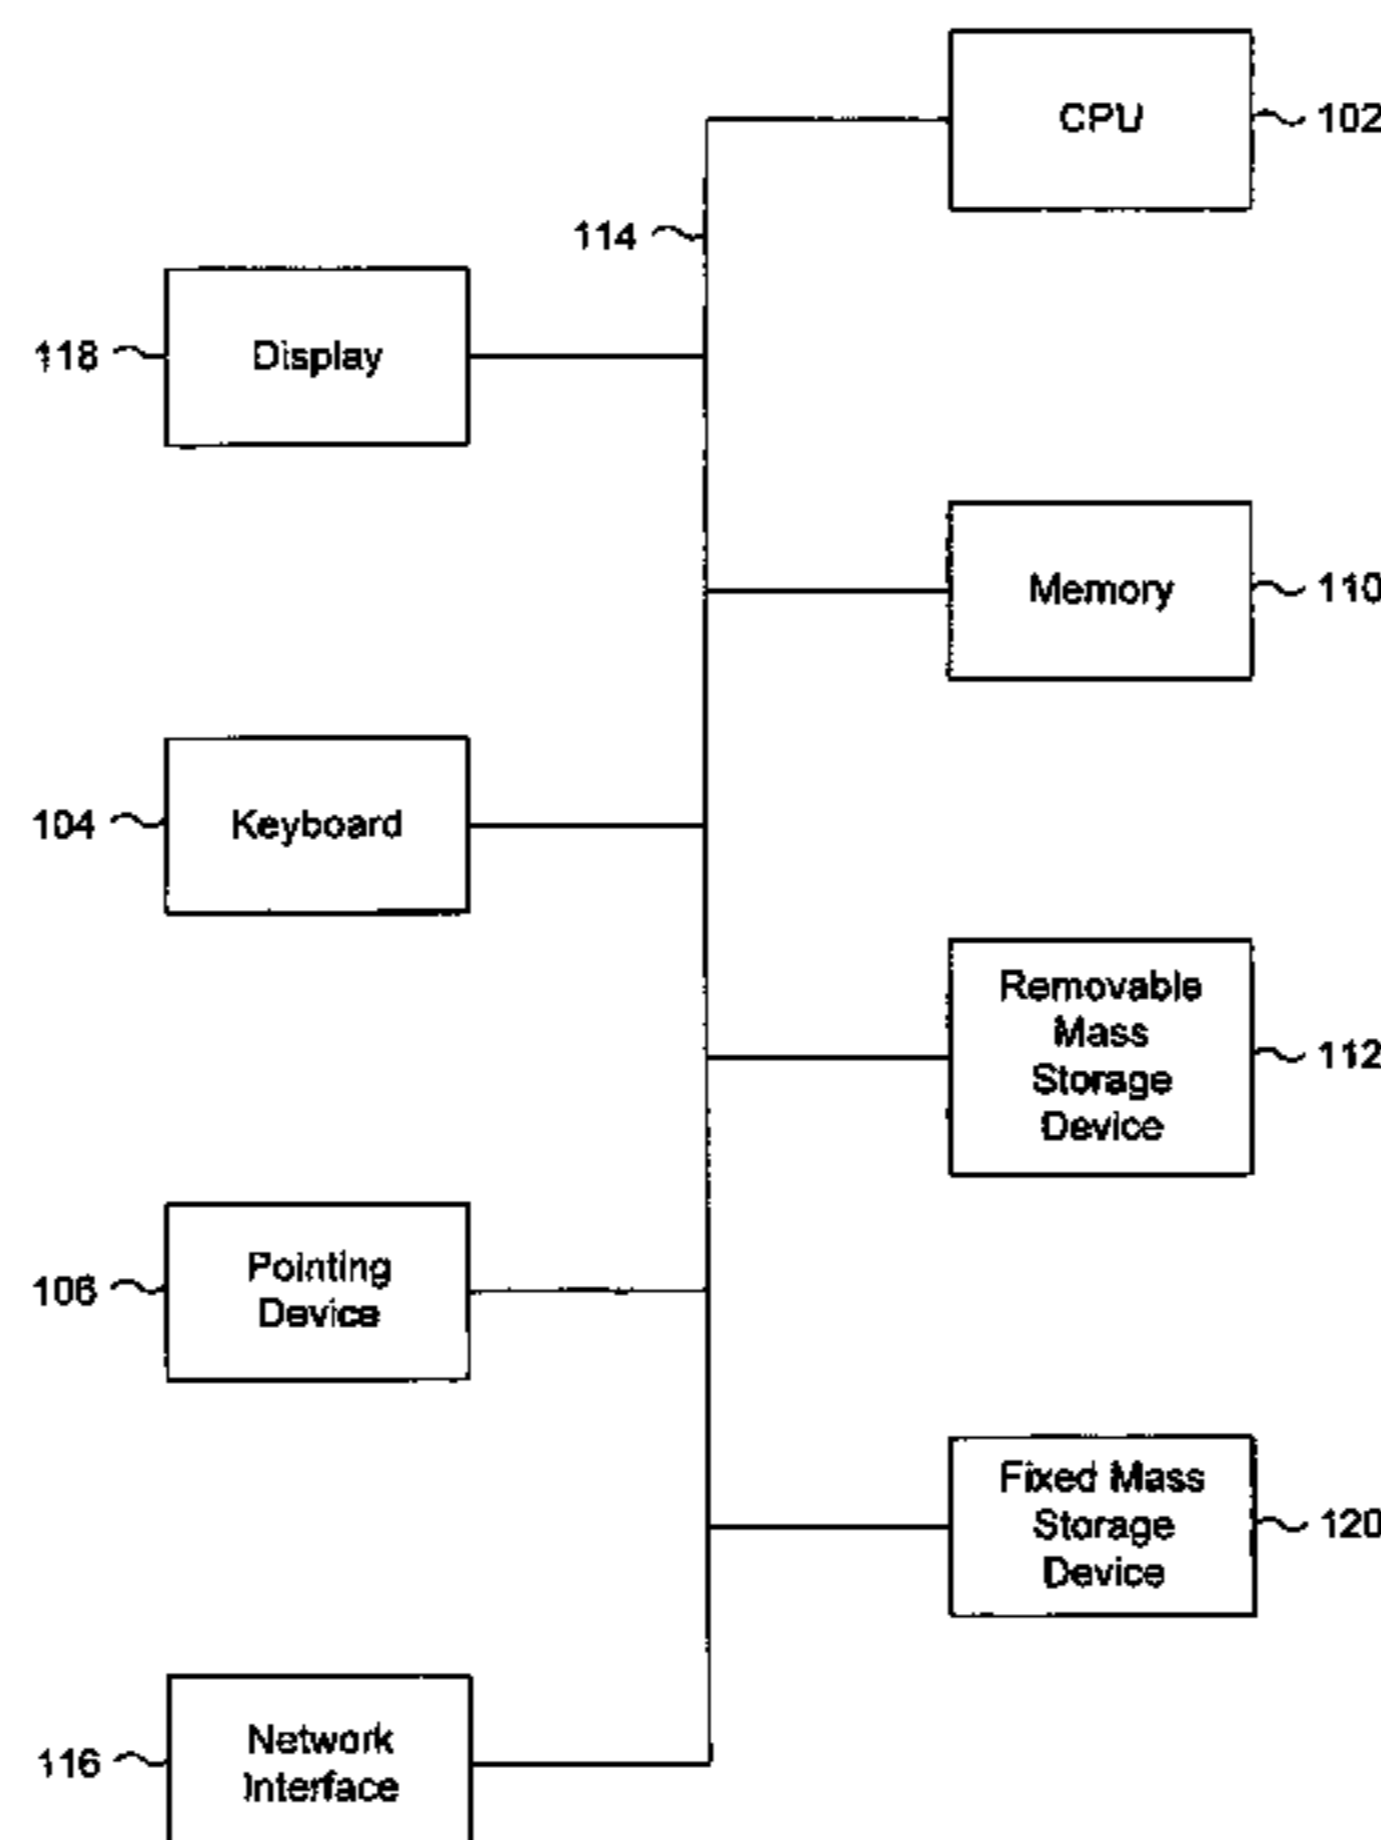 CPU
102
114
118
Display
Memory
110
104
Keyboard
Removable
Mass
Storage
Device
112
106
Pointing
Device
Fixed Mass
Storage
Device
120
116
Network
Interface